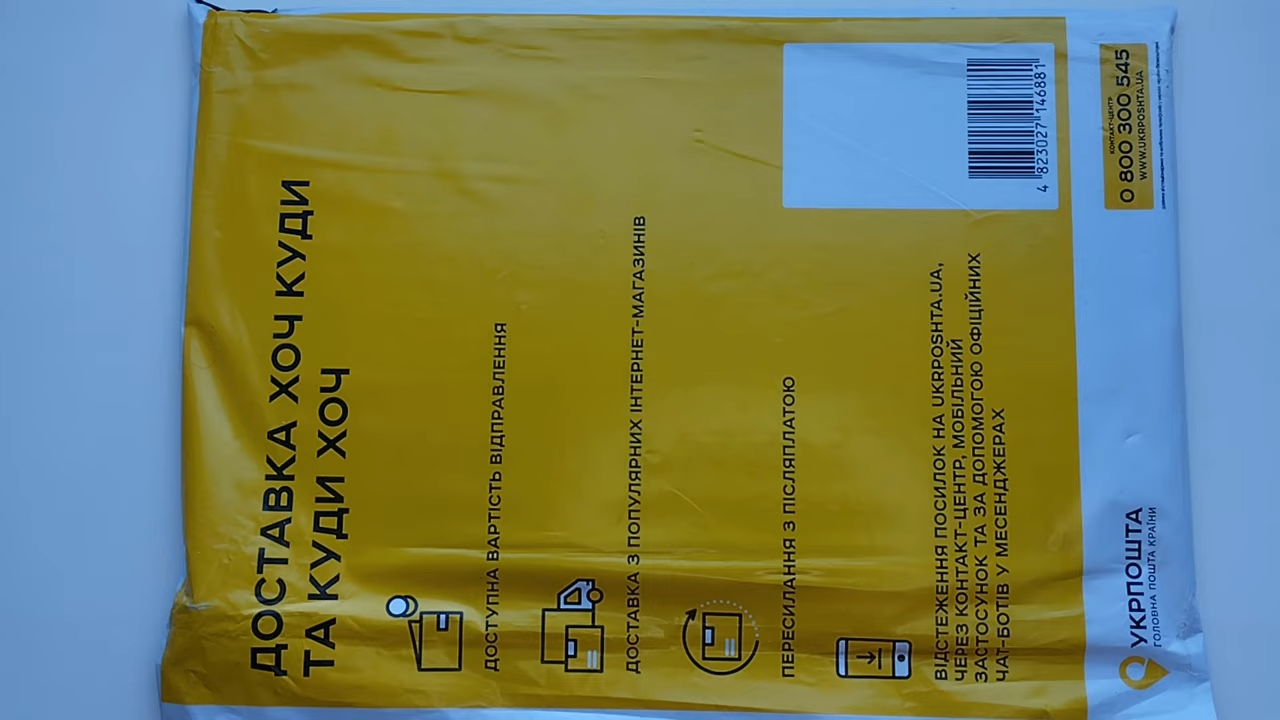 ДОСТАВКА ХОЧ КУДИ
ТА КУДИ ХОЧ
ДОСТУПНА ВАРТІСТЬ ВІДПРАВЛЕННЯ
ДОСТАВКА З ПОПУЛЯРНИХ ІНТЕРНЕТ-МАГАЗИНІВ
ПЕРЕСИЛАННЯ З ПІСЛЯПЛАТОЮ
ВІДСТЕЖЕННЯ ПОСИЛОК НА UKRPOSHTA.UA,
ЧЕРЕЗ КОНТАКТ-ЦЕНТР, МОБІЛЬНИЙ
ЗАСТОСУНОК ТА ЗА ДОПОМОГОЮ ОФІЦІЙНИХ
ЧАТ-БОТІВ У МЕСЕНДЖЕРАХ
4 823027 146881
УКРПОШТА
ГОЛОВНА ПОШТА КРАЇНИ
КОНТАКТ-ЦЕНТР
0 800 300 545
WWW.UKRPOSHTA.UA